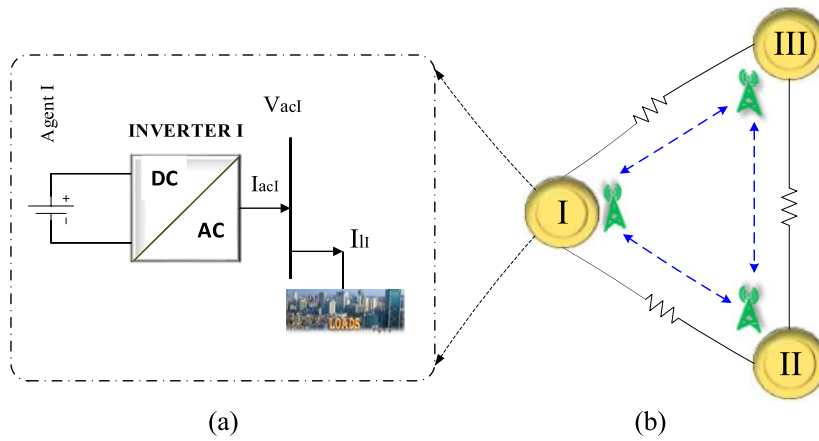 Agent I
INVERTER I
DC
AC
+
−
IacI
VacI
IlI
LOADS
(a)
I
II
III
(b)